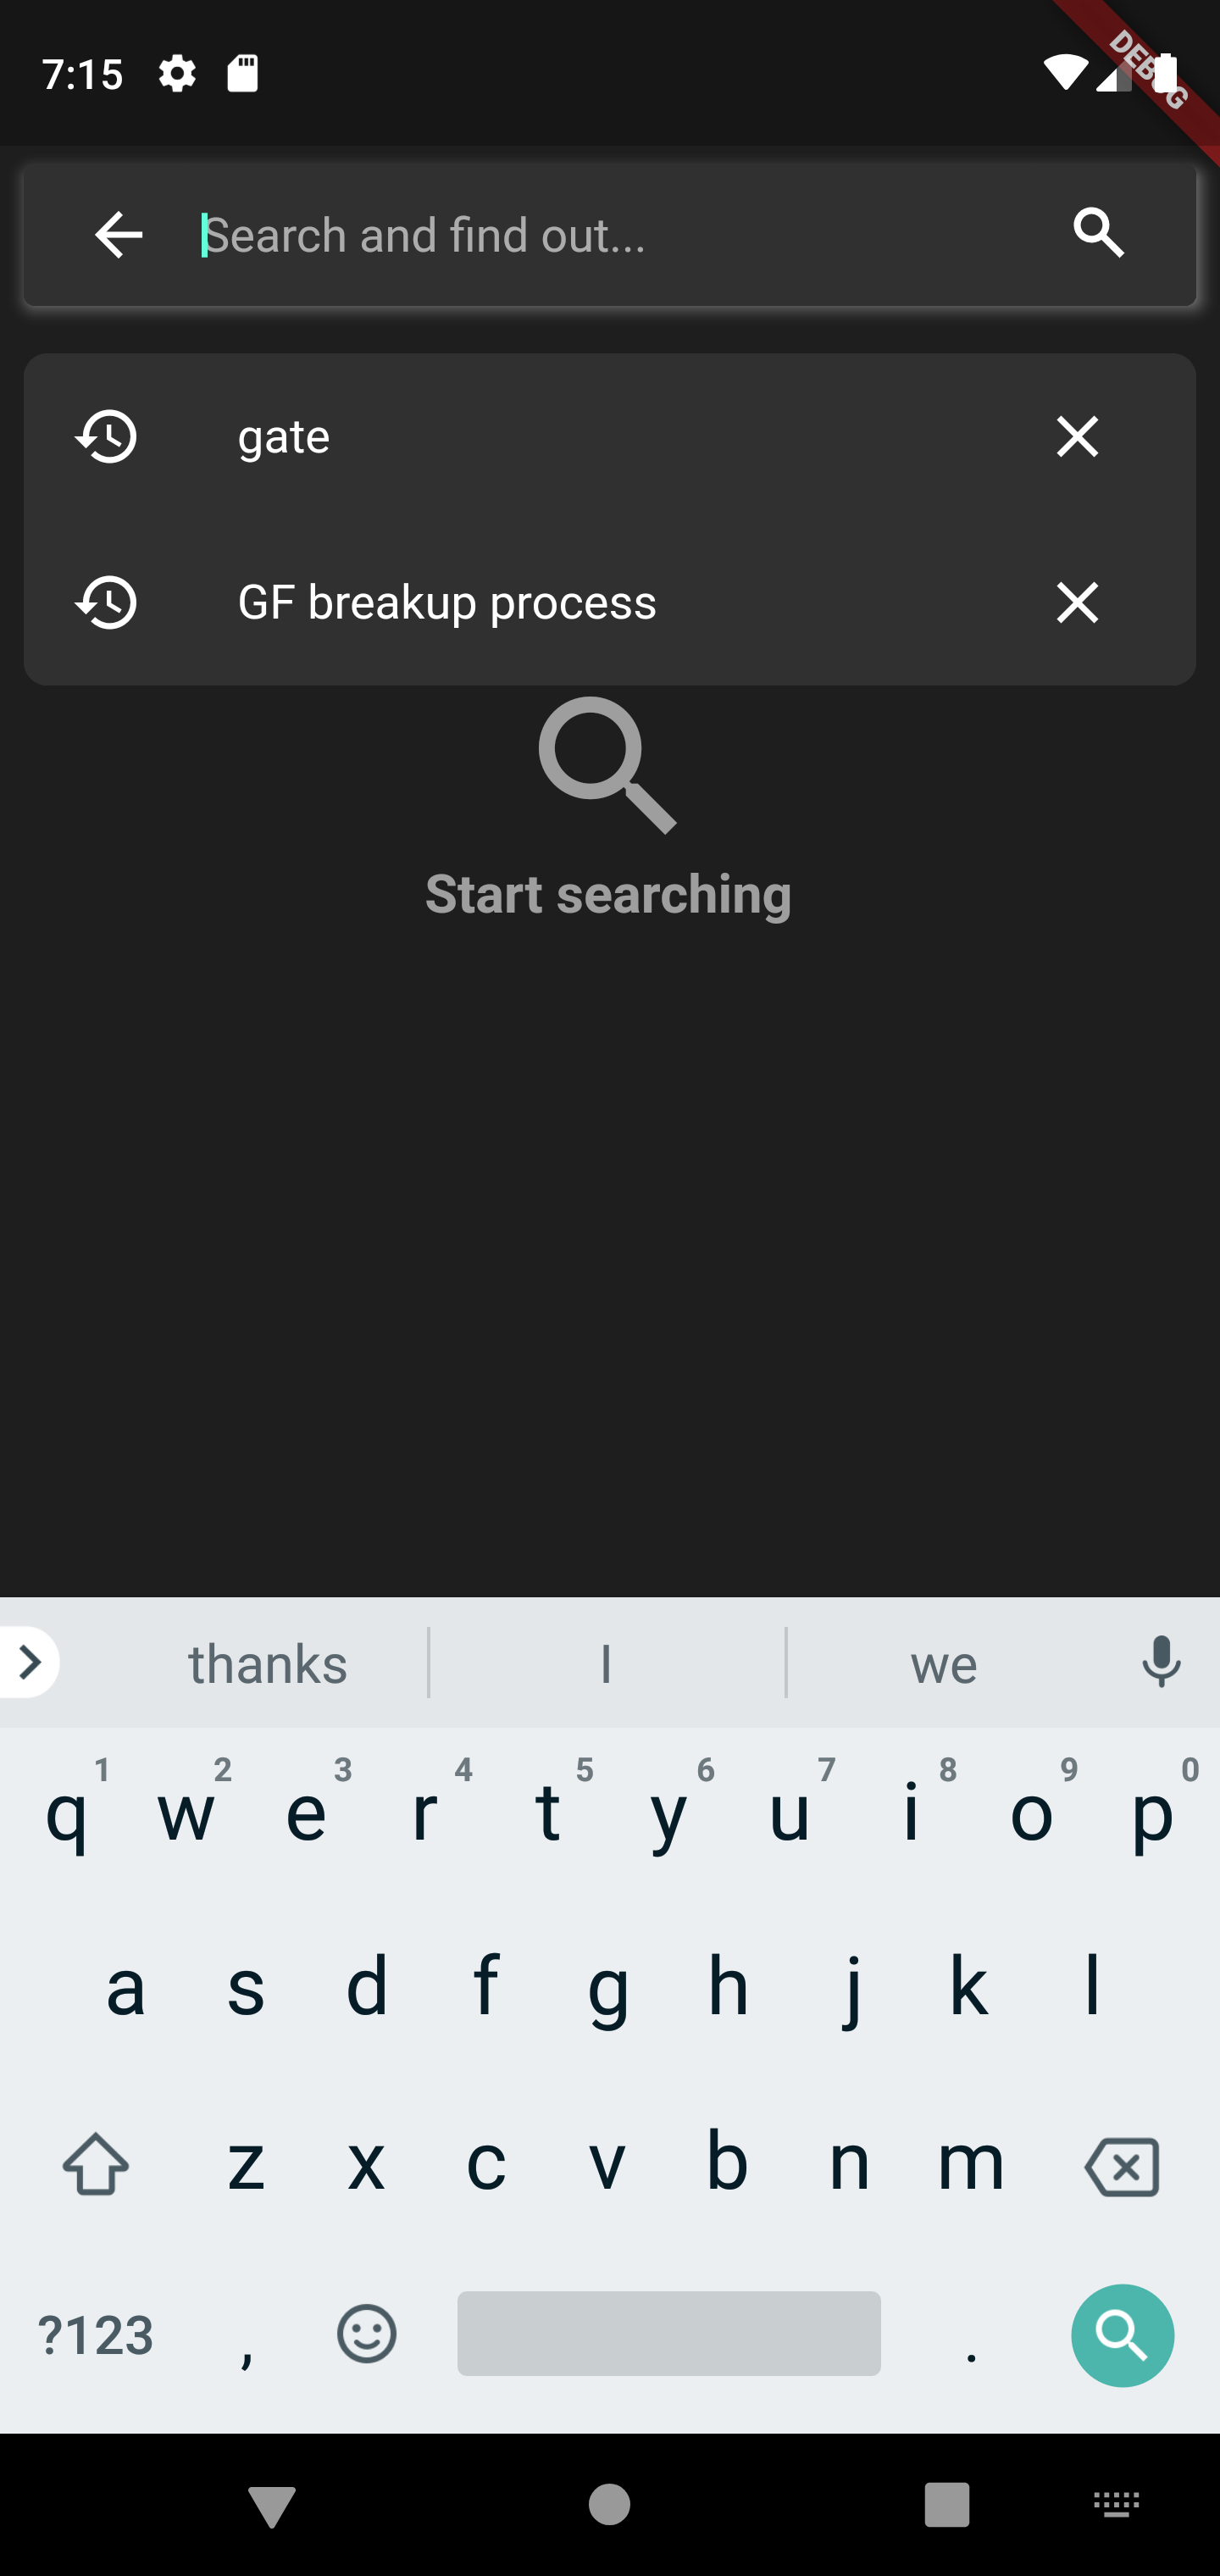 7:15
DEBUG
Search and find out...
gate
GF breakup process
Start searching
thanks I we
1 2 3 4 5 6 7 8 9 0
q w e r t y u i o p
a s d f g h j k l
z x c v b n m
?123 , .